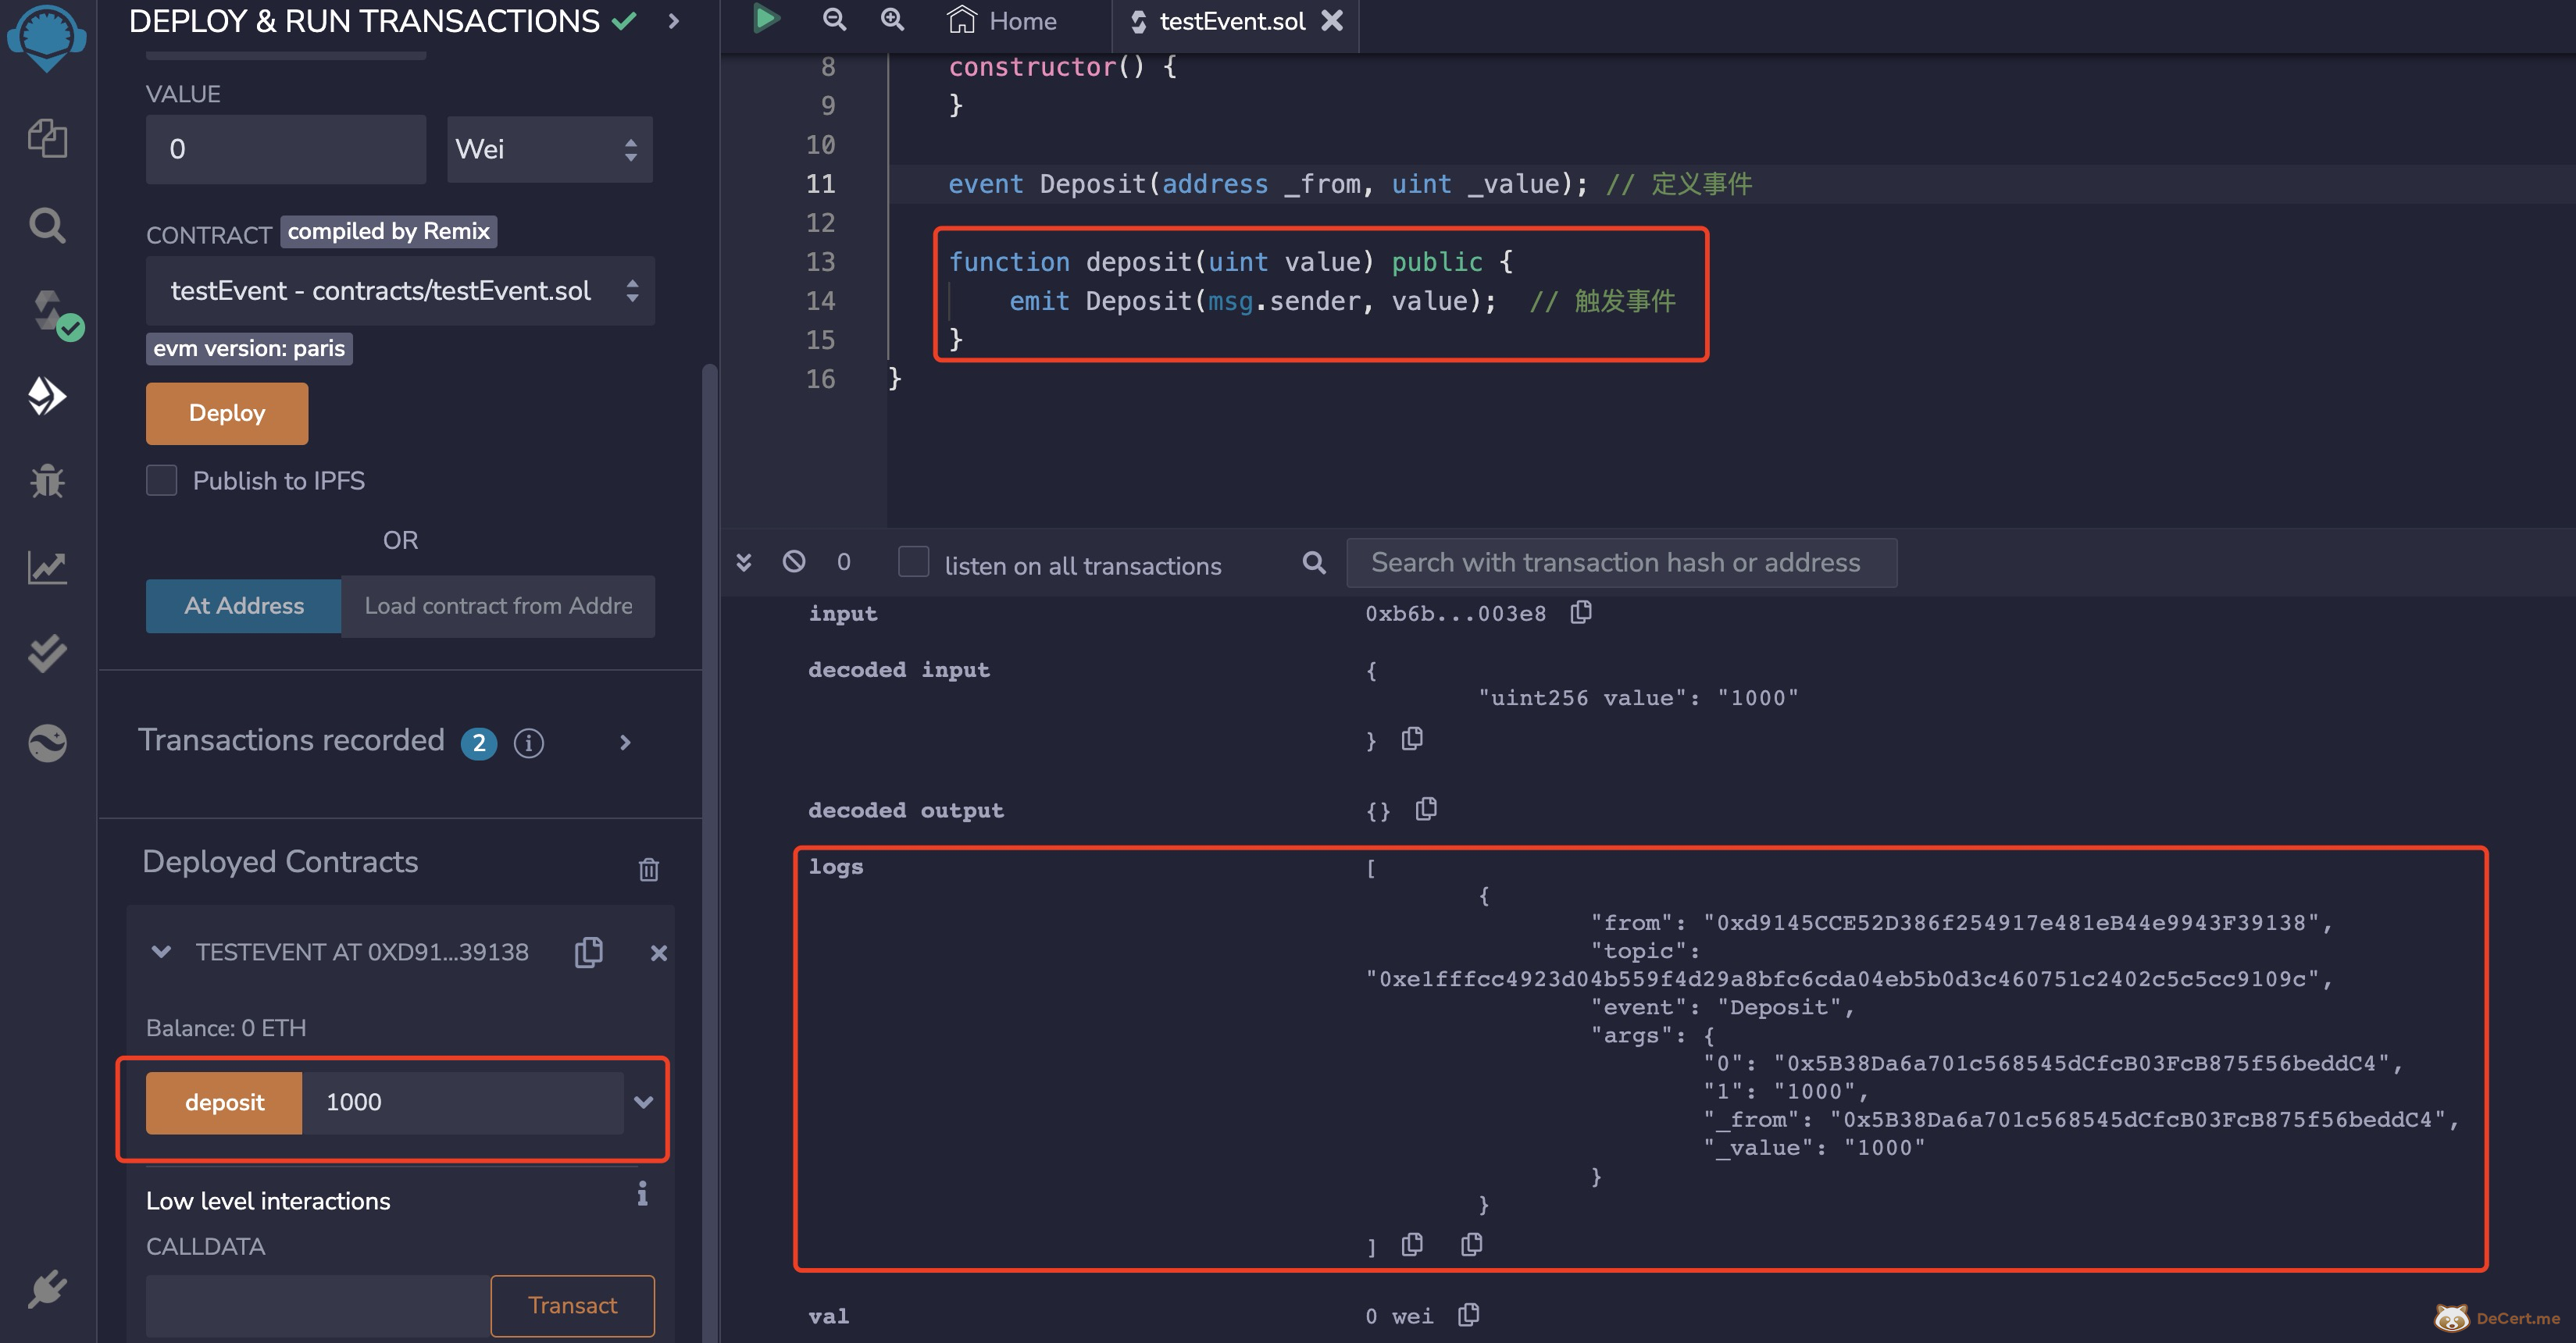 DEPLOY & RUN TRANSACTIONS
VALUE
0
Wei
CONTRACT compiled by Remix
testEvent - contracts/testEvent.sol
evm version: paris
Deploy
Publish to IPFS
OR
At Address
Load contract from Addre
Transactions recorded 2
Deployed Contracts
TESTEVENT AT 0XD91...39138
Balance: 0 ETH
deposit
1000
Low level interactions
CALLDATA
Transact
Home
testEvent.sol
8 constructor() {
9 }
10
11 event Deposit(address _from, uint _value); // 定义事件
12
13 function deposit(uint value) public {
14 emit Deposit(msg.sender, value); // 触发事件
15 }
16 }
0
listen on all transactions
Search with transaction hash or address
input 0xb6b...003e8
decoded input {
"uint256 value": "1000"
}
decoded output {}
logs [
{
"from": "0xd9145CCE52D386f254917e481eB44e9943F39138",
"topic":
"0xe1fffcc4923d04b559f4d29a8bfc6cda04eb5b0d3c460751c2402c5c5cc9109c",
"event": "Deposit",
"args": {
"0": "0x5B38Da6a701c568545dCfcB03FcB875f56beddC4",
"1": "1000",
"_from": "0x5B38Da6a701c568545dCfcB03FcB875f56beddC4",
"_value": "1000"
}
}
]
val 0 wei
DeCert.me